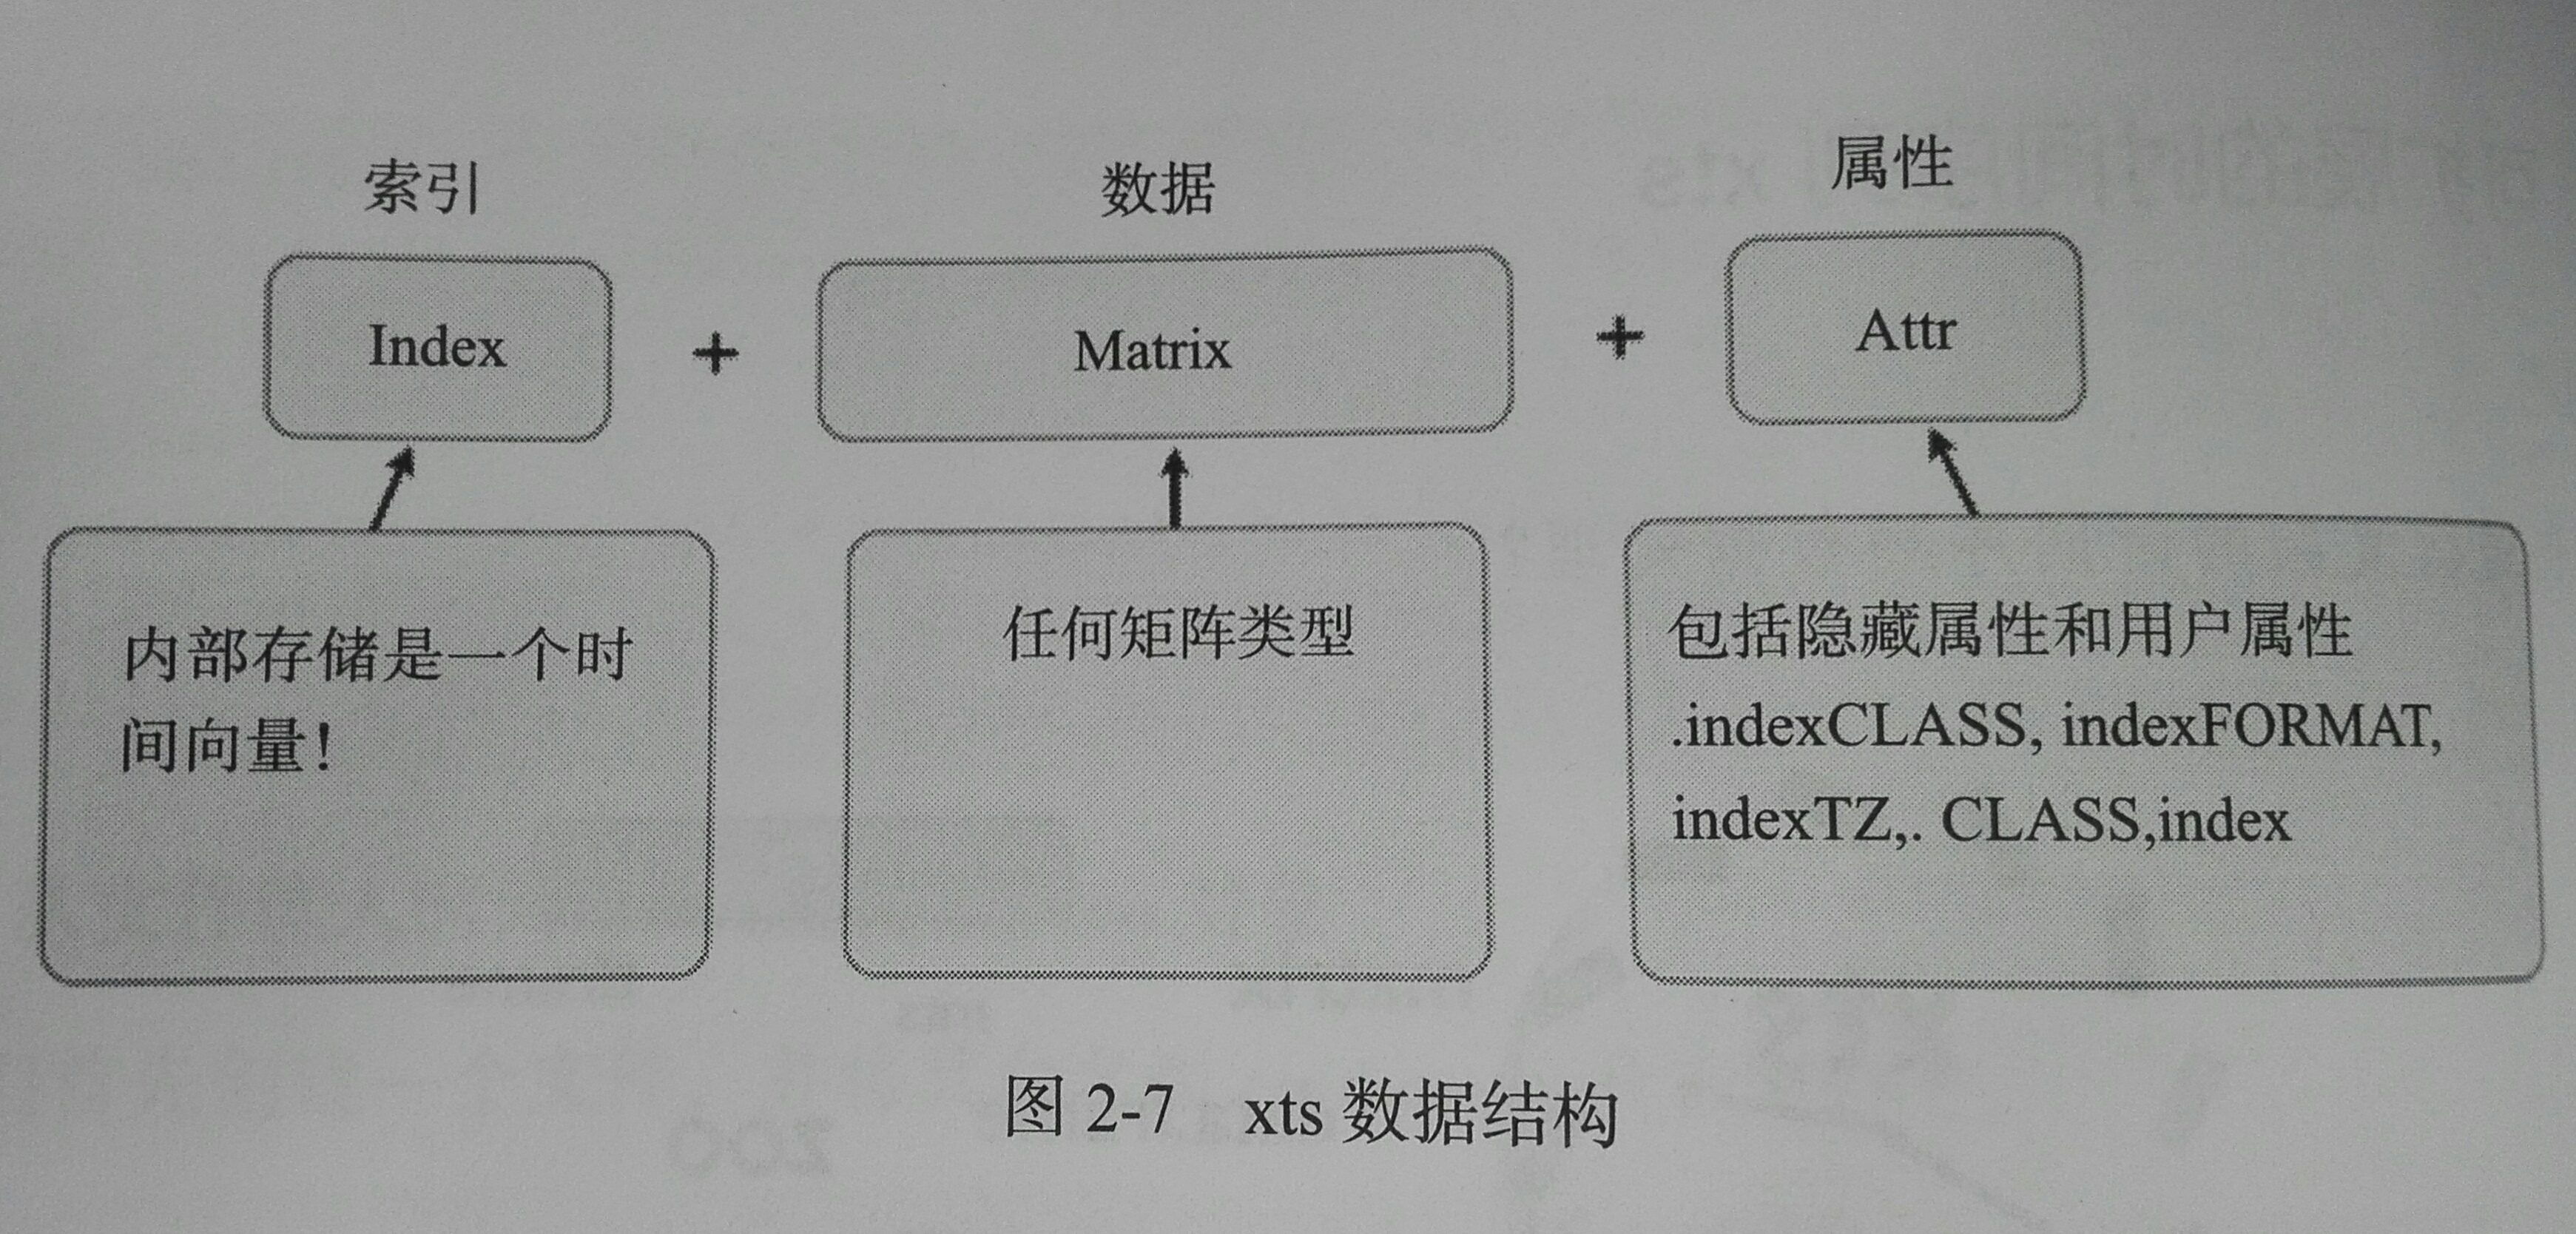 索引
数据
属性
Index
+
Matrix
+
Attr
内部存储是一个时
间向量!
任何矩阵类型
包括隐藏属性和用户属性
.indexCLASS, indexFORMAT,
indexTZ,. CLASS,index
图 2-7 xts 数据结构